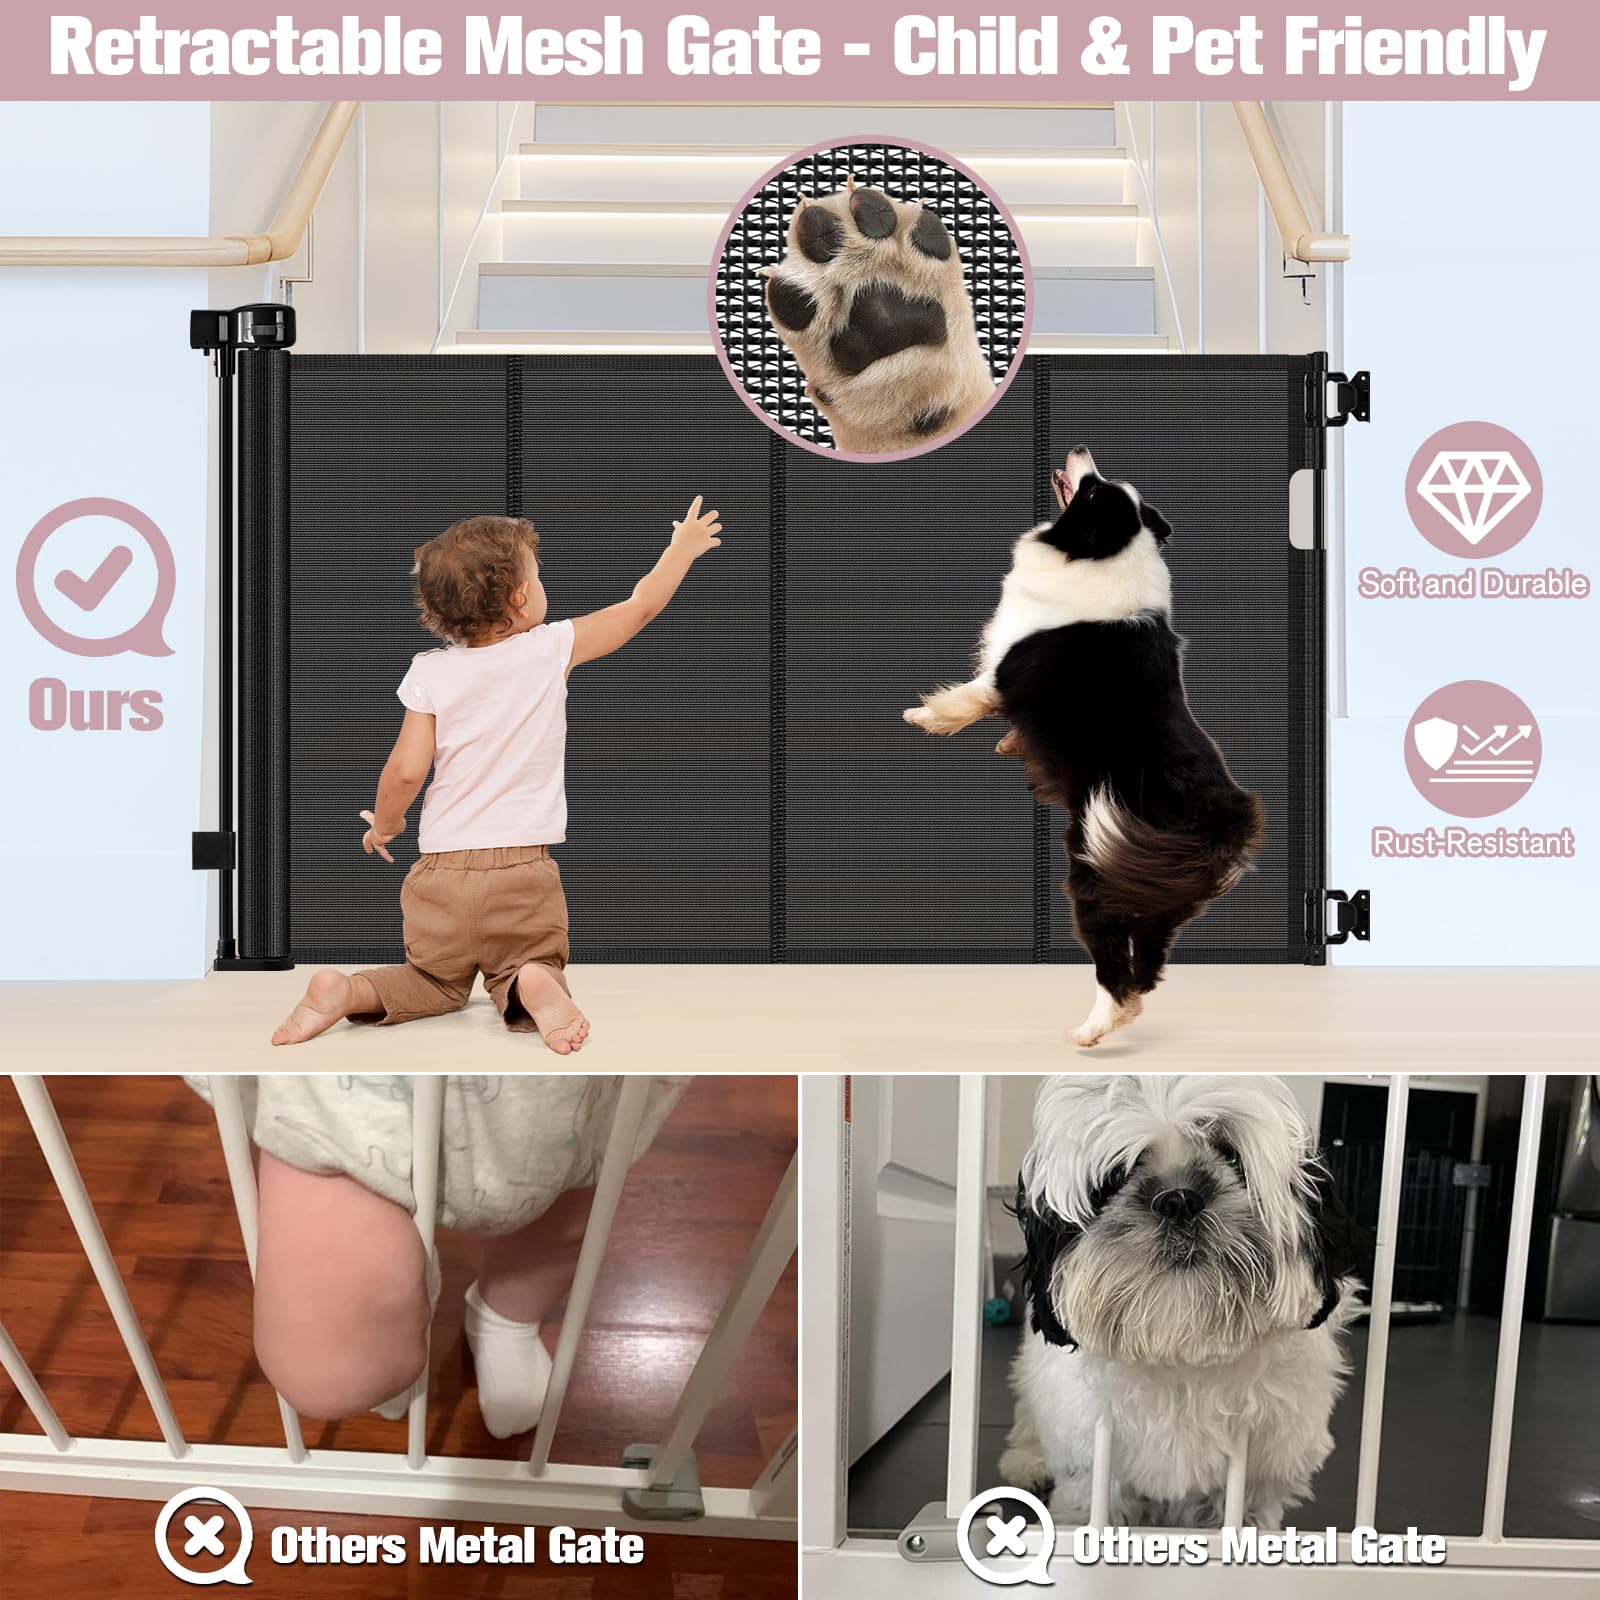 Retractable Mesh Gate - Child & Pet Friendly
Ours
Soft and Durable
Rust-Resistant
Others Metal Gate
Others Metal Gate